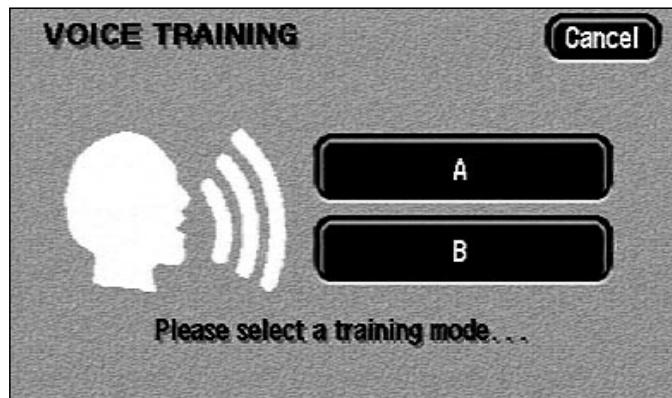 VOICE TRAINING
Cancel
A
B
Please select a training mode...